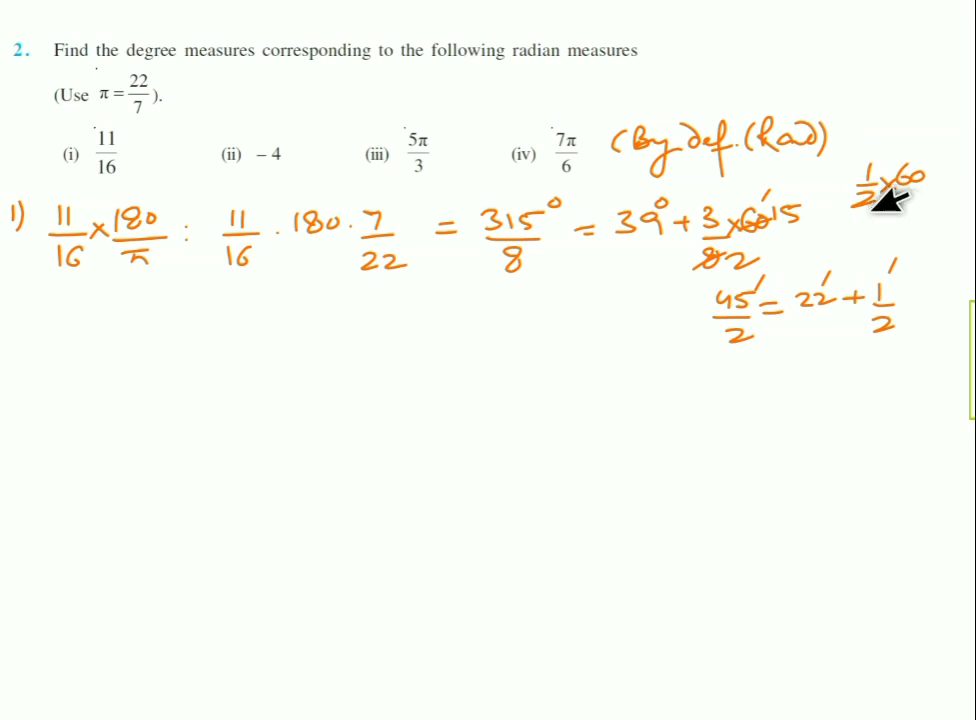 2. Find the degree measures corresponding to the following radian measures
(Use π = 22/7 ).
(i) 11/16 (ii) – 4 (iii) 5π/3 (iv) 7π/6 (By def. (Rad)
1) 11/16 × 180/π : 11/16 . 180 . 7/22 = 315°/8 = 39° + 3/8 × 60' 15 2 1/2 × 60
45'/2 = 22' + 1'/2